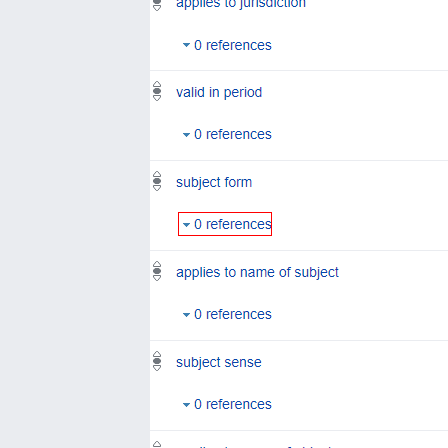 applies to jurisdiction
0 references
valid in period
0 references
subject form
0 references
applies to name of subject
0 references
subject sense
0 references